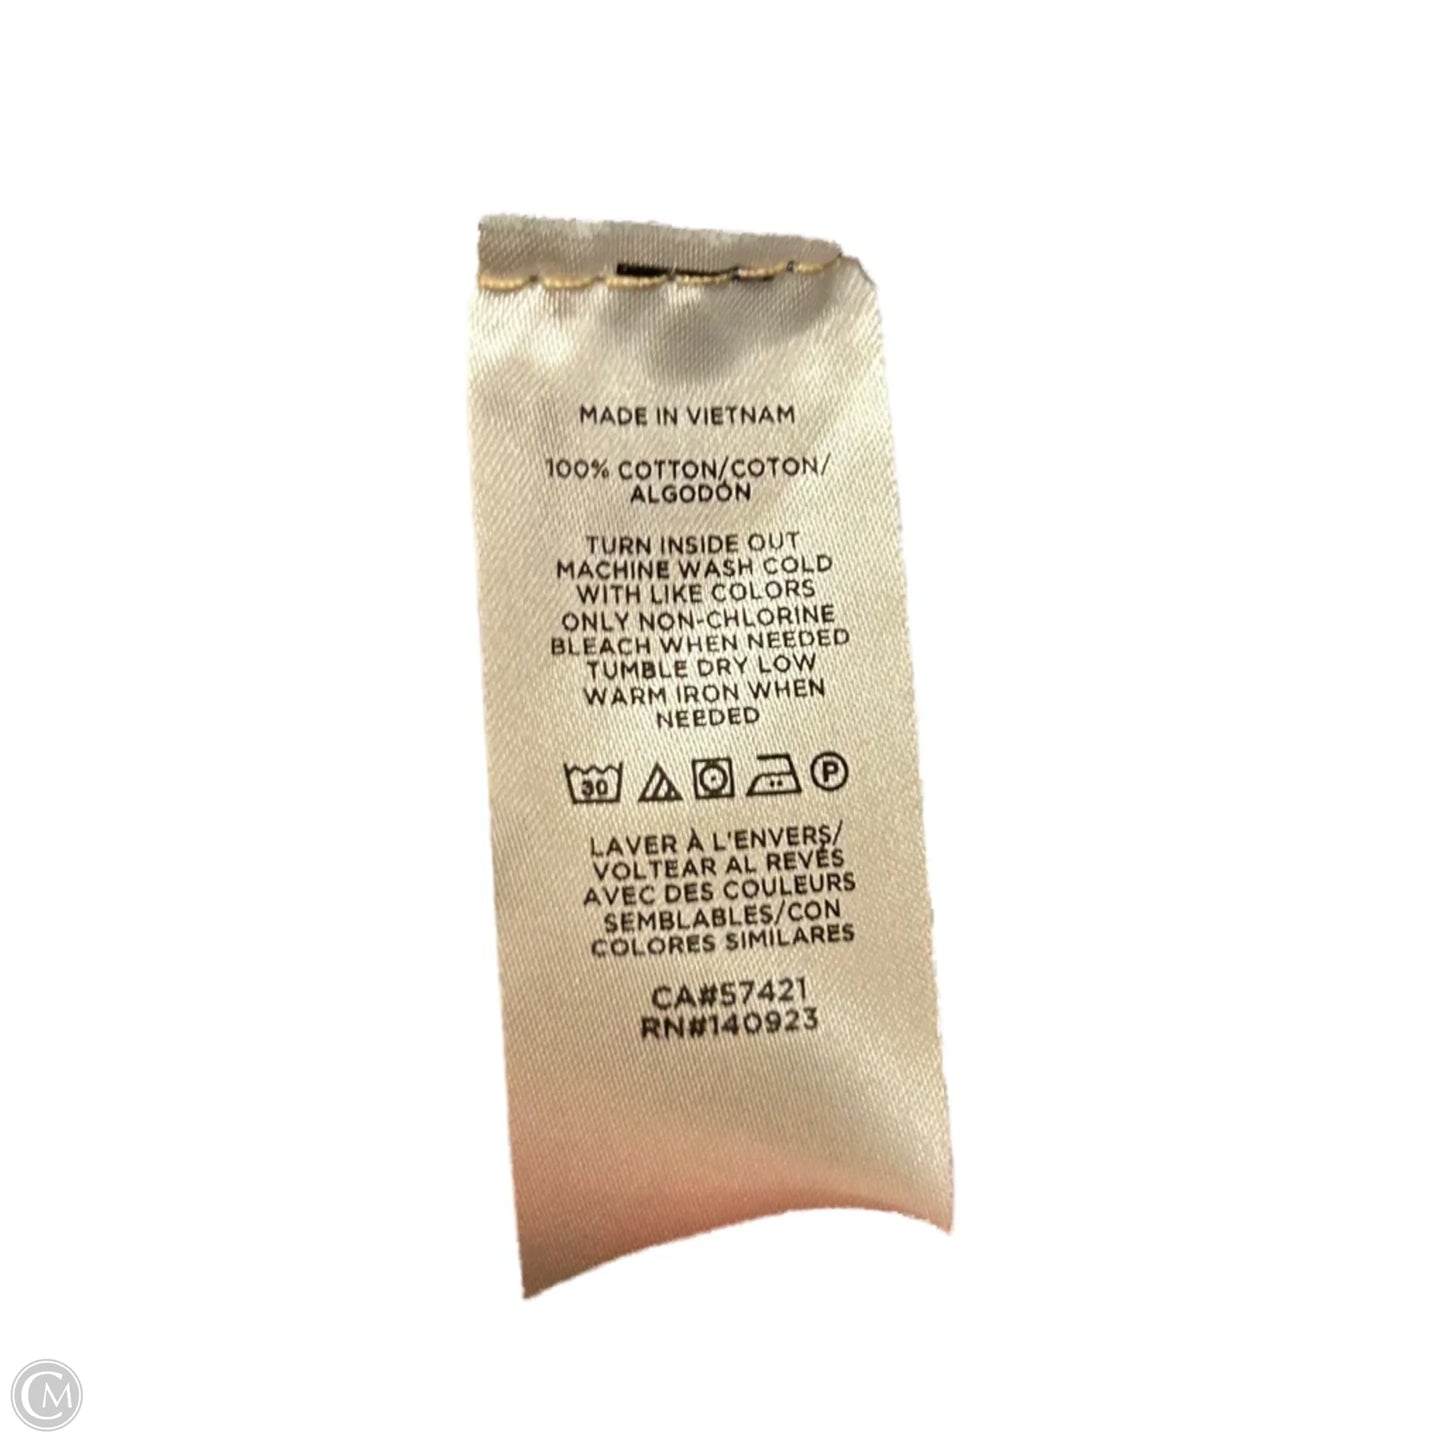 MADE IN VIETNAM
100% COTTON/COTON/
ALGODÓN
TURN INSIDE OUT
MACHINE WASH COLD
WITH LIKE COLORS
ONLY NON-CHLORINE
BLEACH WHEN NEEDED
TUMBLE DRY LOW
WARM IRON WHEN
NEEDED
30 P
LAVER À L'ENVERS/
VOLTEAR AL REVÉS
AVEC DES COULEURS
SEMBLABLES/CON
COLORES SIMILARES
CA#57421
RN#140923
CM